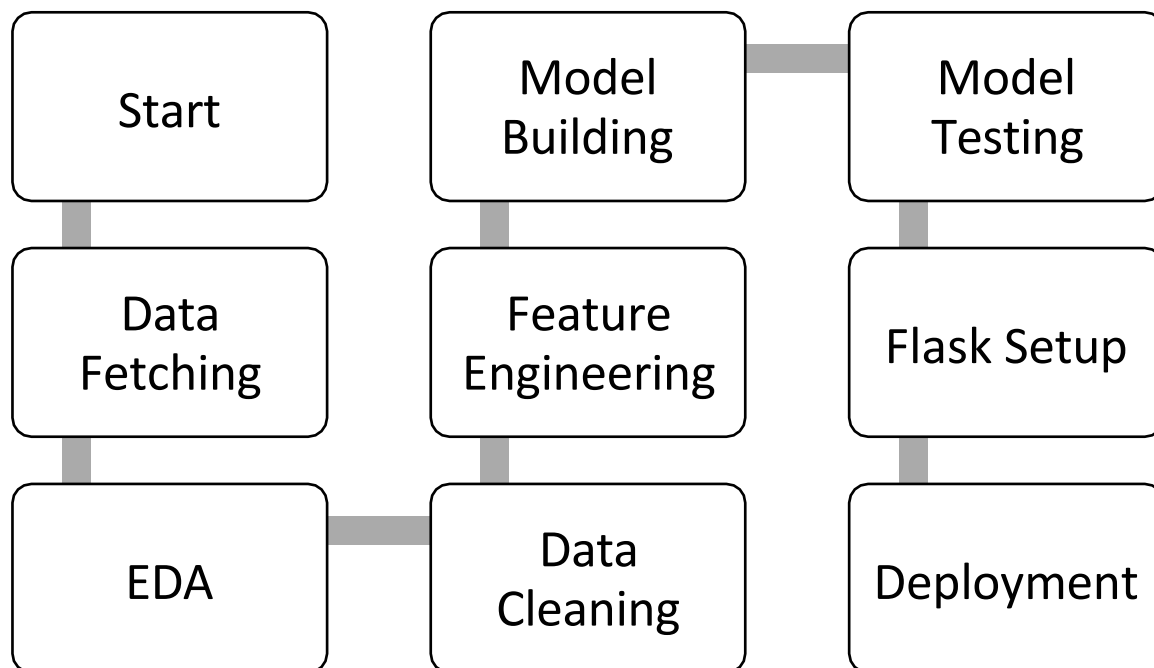 Start
Data
Fetching
EDA
Data
Cleaning
Feature
Engineering
Model
Building
Model
Testing
Flask Setup
Deployment